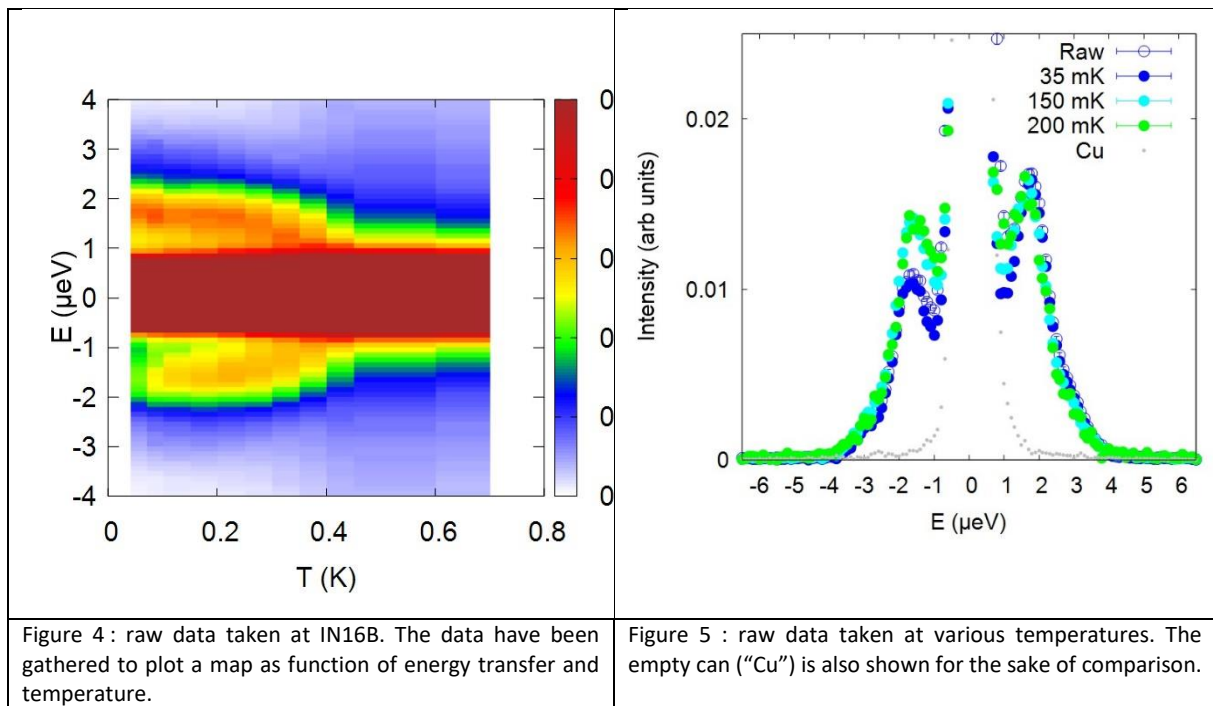 4
3
2
1
0
-1
-2
-3
-4
E (µeV)
0 0.2 0.4 0.6 0.8
T (K)
0
0
0
0
0
0
Raw
35 mK
150 mK
200 mK
Cu
0.02
0.01
0
Intensity (arb units)
-6 -5 -4 -3 -2 -1 0 1 2 3 4 5 6
E (µeV)
Figure 4 : raw data taken at IN16B. The data have been
gathered to plot a map as function of energy transfer and
temperature.
Figure 5 : raw data taken at various temperatures. The
empty can (“Cu”) is also shown for the sake of comparison.